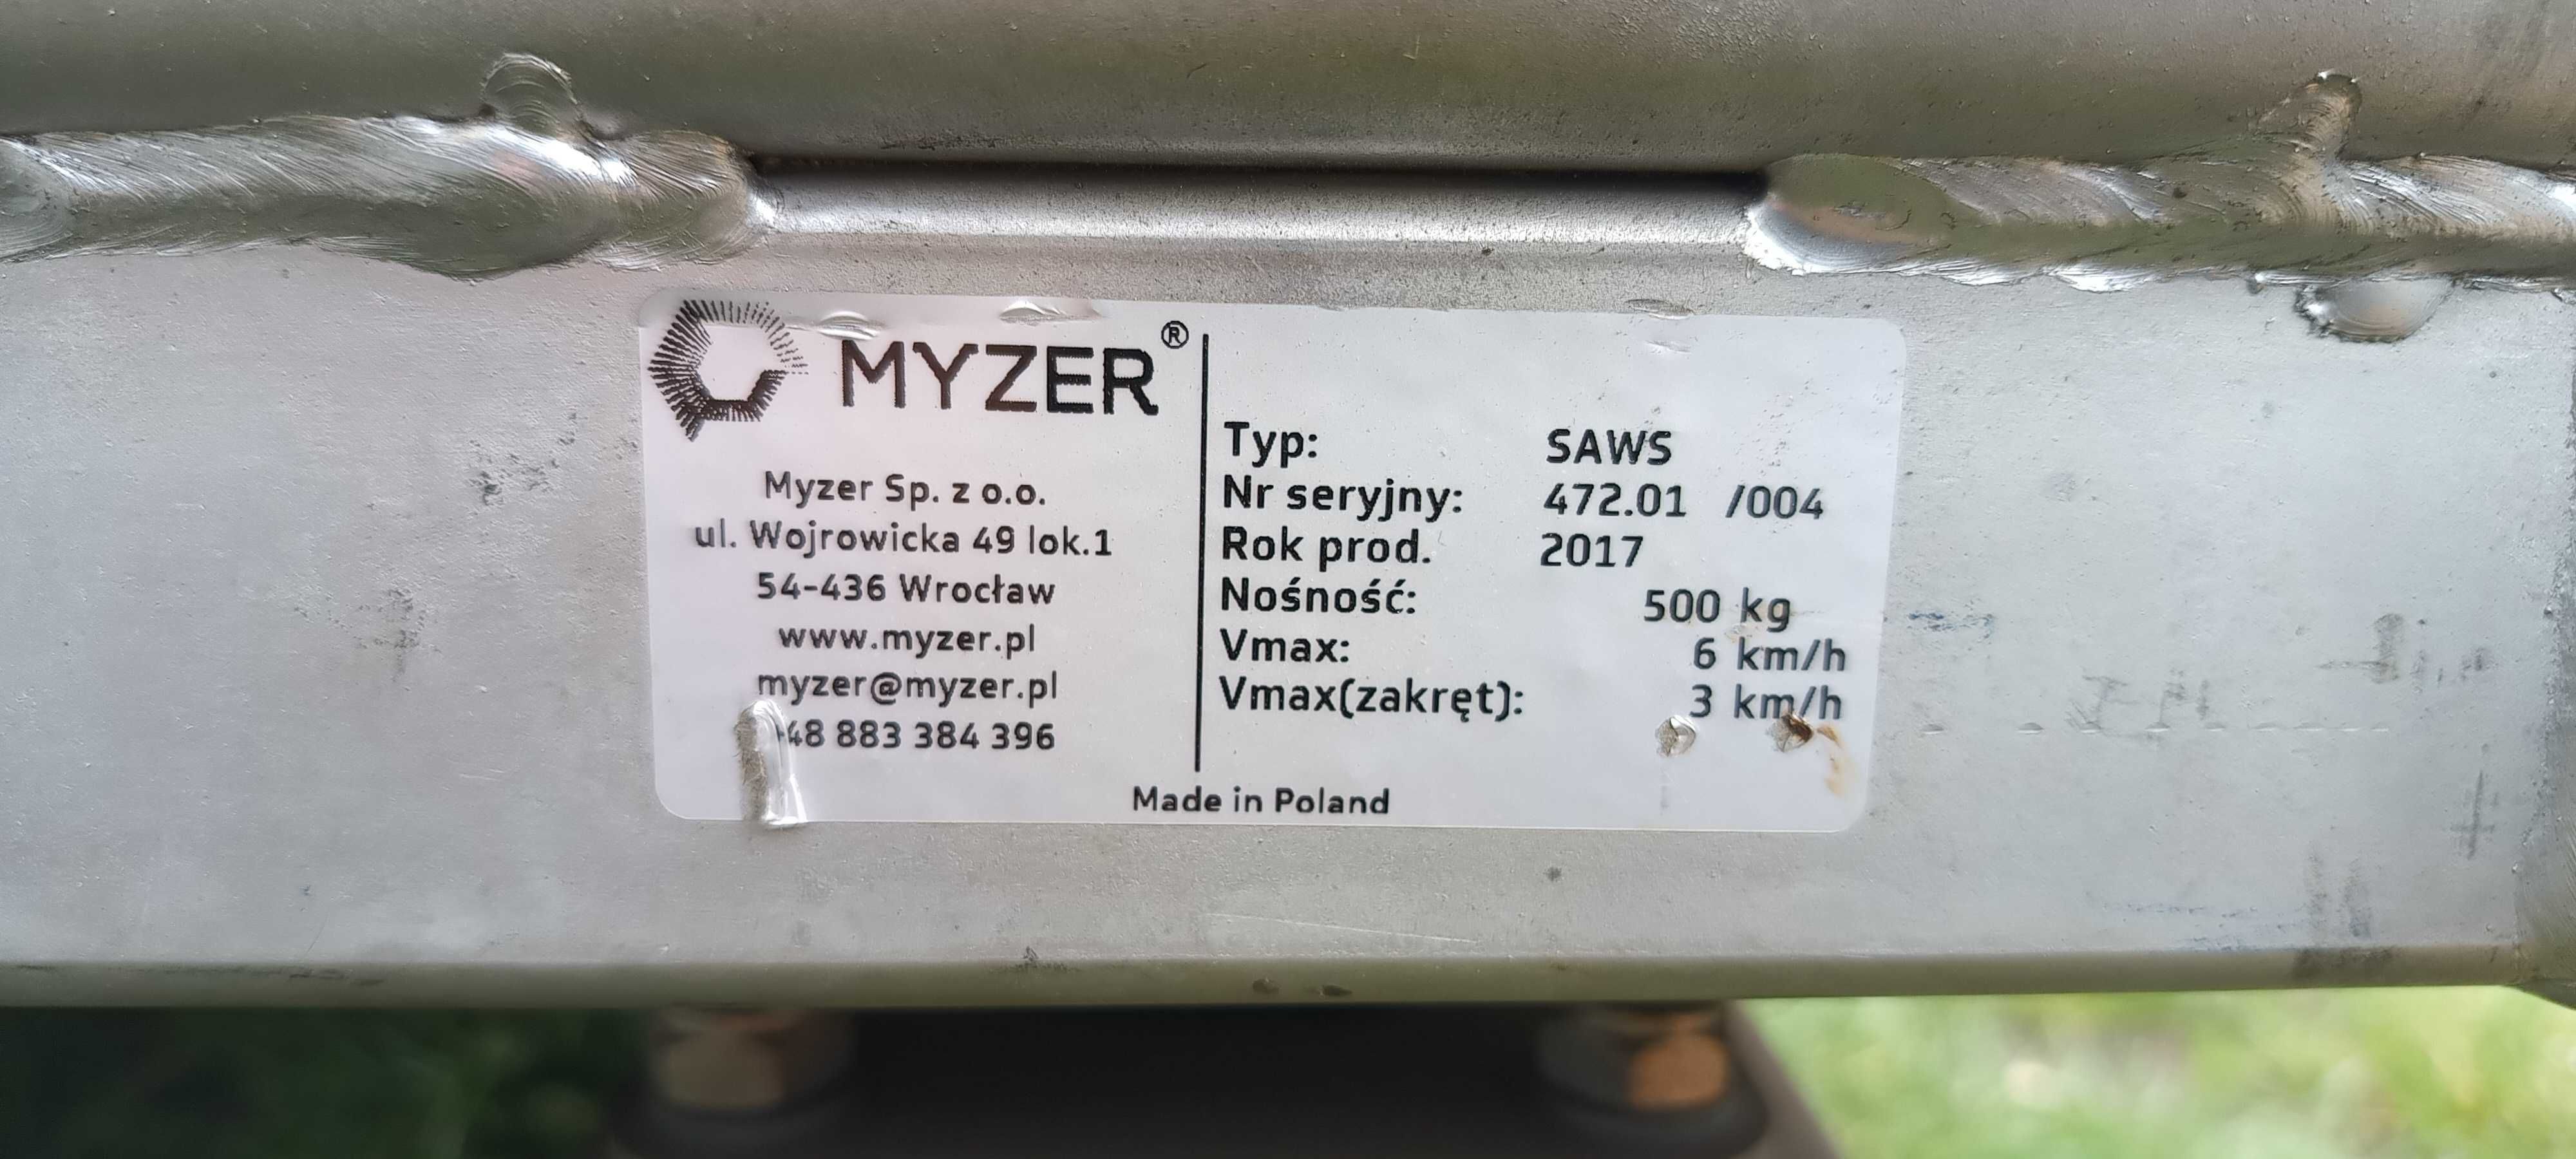 MYZER®
Myzer Sp. z o.o.
ul. Wojrowicka 49 lok.1
54-436 Wrocław
www.myzer.pl
myzer@myzer.pl
+48 883 384 396
Typ: SAWS
Nr seryjny: 472.01 /004
Rok prod. 2017
Nośność: 500 kg
Vmax: 6 km/h
Vmax(zakręt): 3 km/h
Made in Poland